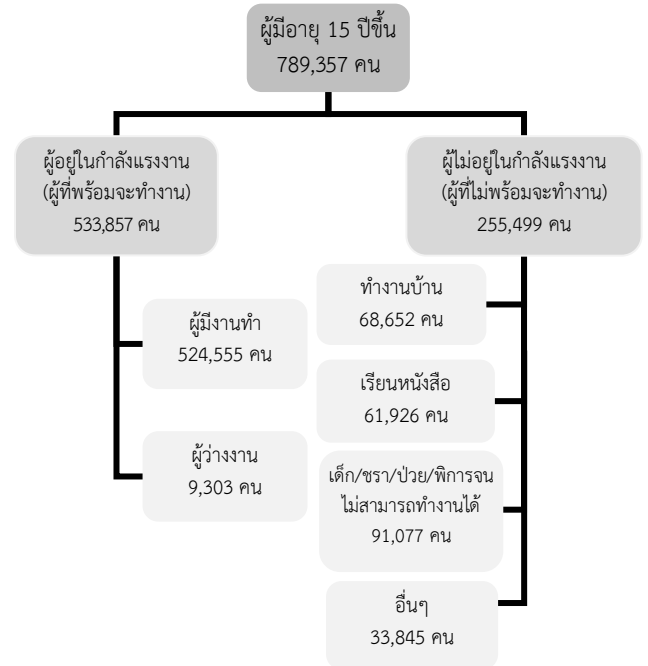 ผู้มีอายุ 15 ปีขึ้น
789,357 คน
ผู้อยู่ในกำลังแรงงาน
(ผู้ที่พร้อมจะทำงาน)
533,857 คน
ผู้มีงานทำ
524,555 คน
ผู้ว่างงาน
9,303 คน
ผู้ไม่อยู่ในกำลังแรงงาน
(ผู้ที่ไม่พร้อมจะทำงาน)
255,499 คน
ทำงานบ้าน
68,652 คน
เรียนหนังสือ
61,926 คน
เด็ก/ชรา/ป่วย/พิการจน
ไม่สามารถทำงานได้
91,077 คน
อื่นๆ
33,845 คน